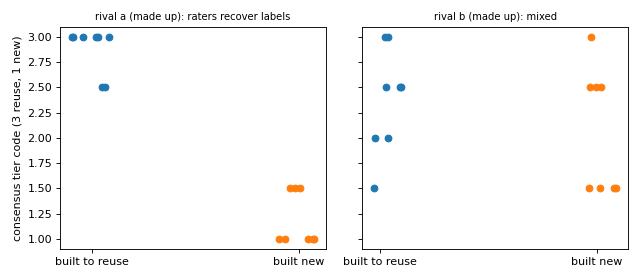 rival a (made up): raters recover labels
rival b (made up): mixed
consensus tier code (3 reuse, 1 new)
3.00
2.75
2.50
2.25
2.00
1.75
1.50
1.25
1.00
built to reuse
built new
built to reuse
built new